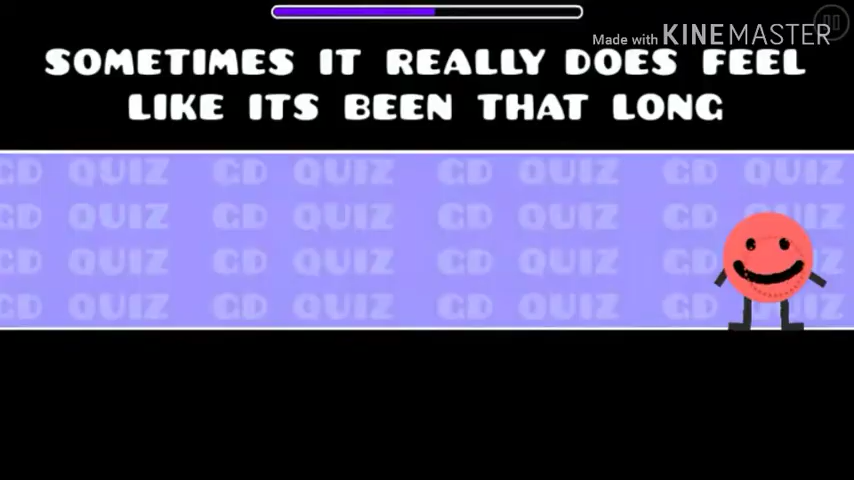 Made with KINEMASTER
SOMETIMES IT REALLY DOES FEEL
LIKE ITS BEEN THAT LONG
GD QUIZ GD QUIZ GD QUIZ GD QUIZ
GD QUIZ GD QUIZ GD QUIZ GD QUIZ
GD QUIZ GD QUIZ GD QUIZ GD QUIZ
GD QUIZ GD QUIZ GD QUIZ GD QUIZ